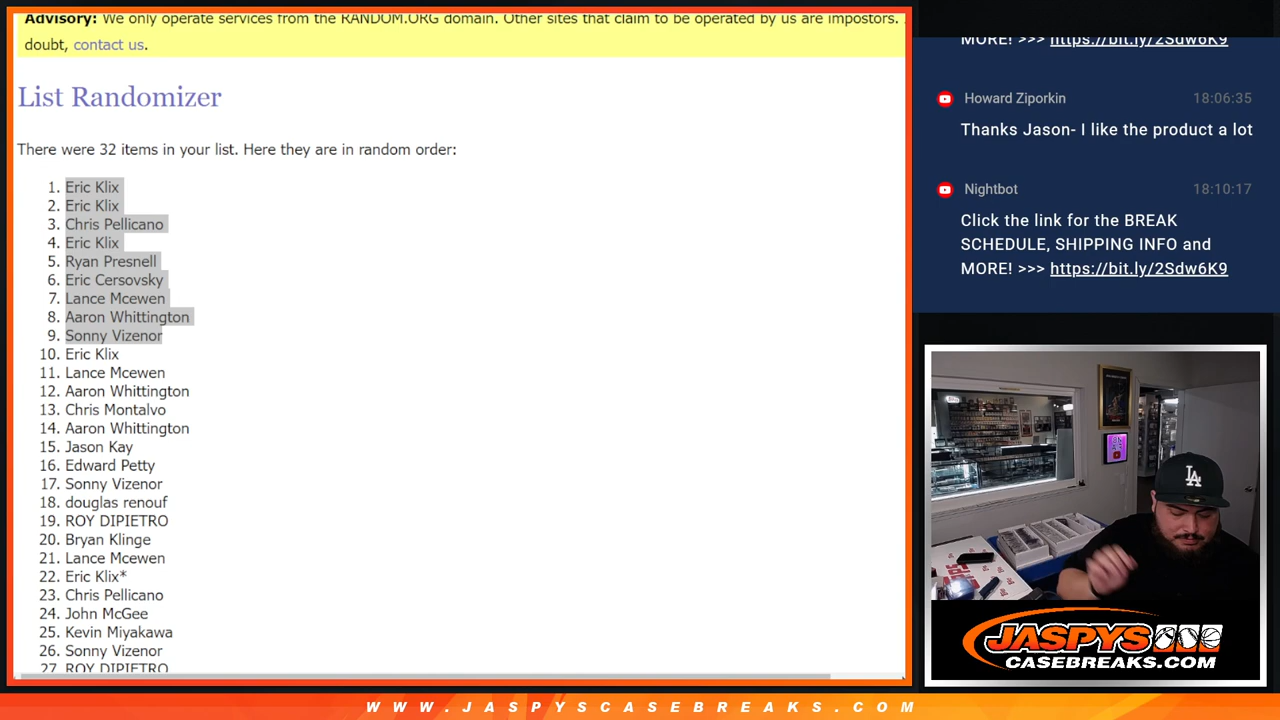 Advisory: We only operate services from the RANDOM.ORG domain. Other sites that claim to be operated by us are impostors.
doubt, contact us.
List Randomizer
There were 32 items in your list. Here they are in random order:
1. Eric Klix
2. Eric Klix
3. Chris Pellicano
4. Eric Klix
5. Ryan Presnell
6. Eric Cersovsky
7. Lance Mcewen
8. Aaron Whittington
9. Sonny Vizenor
10. Eric Klix
11. Lance Mcewen
12. Aaron Whittington
13. Chris Montalvo
14. Aaron Whittington
15. Jason Kay
16. Edward Petty
17. Sonny Vizenor
18. douglas renouf
19. ROY DIPIETRO
20. Bryan Klinge
21. Lance Mcewen
22. Eric Klix*
23. Chris Pellicano
24. John McGee
25. Kevin Miyakawa
26. Sonny Vizenor
27. ROY DIPIETRO
MORE! >>> https://bit.ly/2Sdw6K9
Howard Ziporkin 18:06:35
Thanks Jason- I like the product a lot
Nightbot 18:10:17
Click the link for the BREAK
SCHEDULE, SHIPPING INFO and
MORE! >>> https://bit.ly/2Sdw6K9
LA
JASPYS
CASEBREAKS.COM
WWW.JASPYSCASEBREAKS.COM